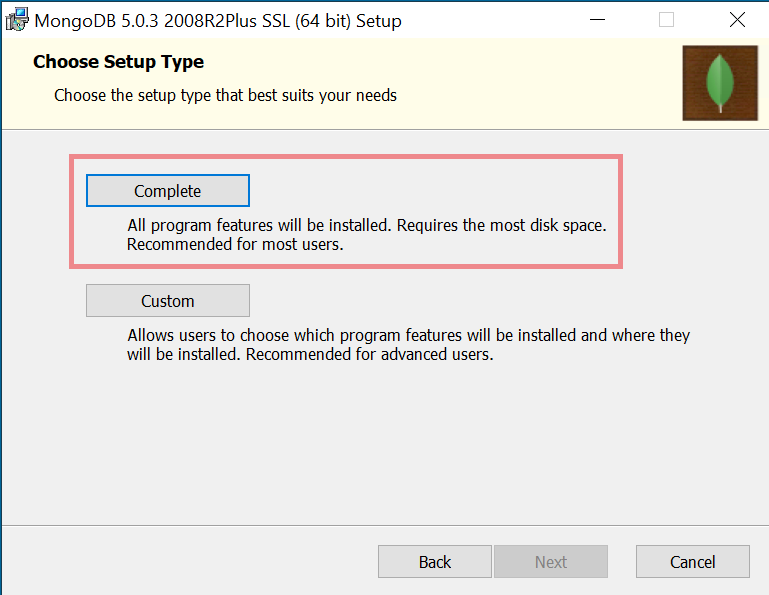 MongoDB 5.0.3 2008R2Plus SSL (64 bit) Setup
Choose Setup Type
Choose the setup type that best suits your needs
Complete
All program features will be installed. Requires the most disk space.
Recommended for most users.
Custom
Allows users to choose which program features will be installed and where they
will be installed. Recommended for advanced users.
Back
Next
Cancel